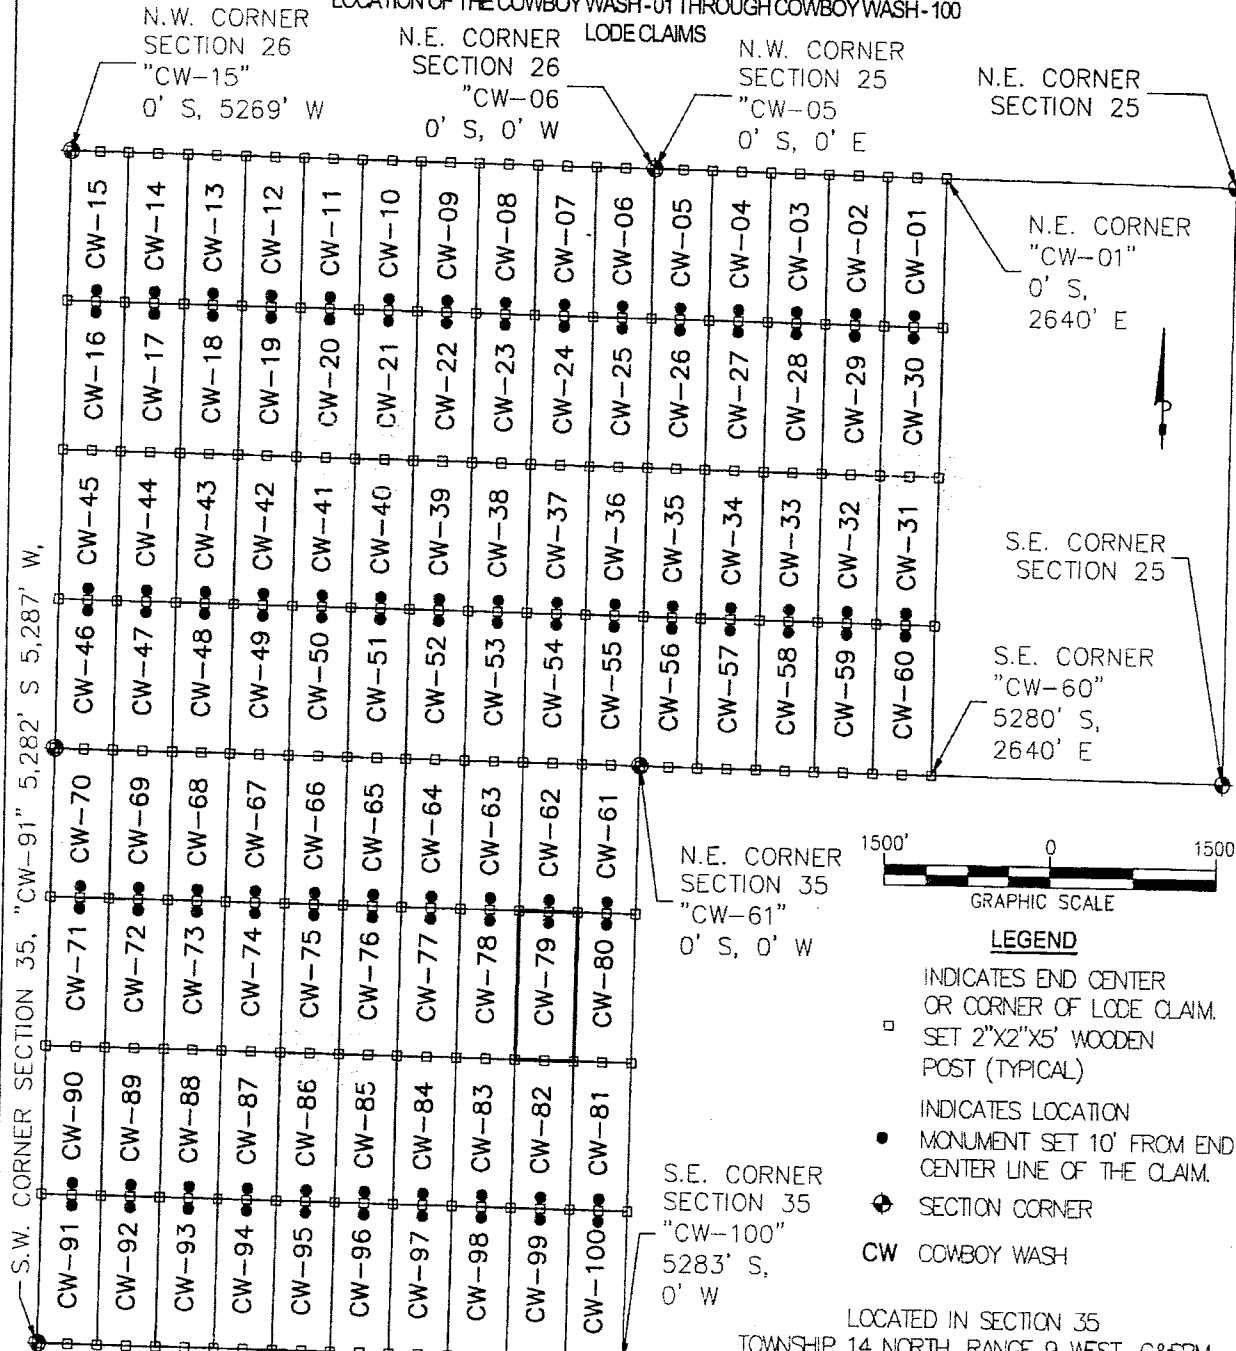 LOCATION OF THE COWBOY WASH-01 THROUGH COWBOY WASH-100
LODE CLAIMS
N.W. CORNER
SECTION 26
"CW-15"
0' S, 5269' W
N.E. CORNER
SECTION 26
"CW-06
0' S, 0' W
N.W. CORNER
SECTION 25
"CW-05
0' S, 0' E
N.E. CORNER
SECTION 25
CW-15 CW-14 CW-13 CW-12 CW-11 CW-10 CW-09 CW-08 CW-07 CW-06 CW-05 CW-04 CW-03 CW-02 CW-01
N.E. CORNER
"CW-01"
0' S,
2640' E
CW-16 CW-17 CW-18 CW-19 CW-20 CW-21 CW-22 CW-23 CW-24 CW-25 CW-26 CW-27 CW-28 CW-29 CW-30
CW-45 CW-44 CW-43 CW-42 CW-41 CW-40 CW-39 CW-38 CW-37 CW-36 CW-35 CW-34 CW-33 CW-32 CW-31
S.E. CORNER
SECTION 25
CW-46 CW-47 CW-48 CW-49 CW-50 CW-51 CW-52 CW-53 CW-54 CW-55 CW-56 CW-57 CW-58 CW-59 CW-60
S.E. CORNER
"CW-60"
5280' S,
2640' E
CW-70 CW-69 CW-68 CW-67 CW-66 CW-65 CW-64 CW-63 CW-62 CW-61
N.E. CORNER
SECTION 35
"CW-61"
0' S, 0' W
CW-71 CW-72 CW-73 CW-74 CW-75 CW-76 CW-77 CW-78 CW-79 CW-80
CW-90 CW-89 CW-88 CW-87 CW-86 CW-85 CW-84 CW-83 CW-82 CW-81
CW-91 CW-92 CW-93 CW-94 CW-95 CW-96 CW-97 CW-98 CW-99 CW-100
S.W. CORNER SECTION 35, "CW-91" 5,282' S 5,287' W,
S.E. CORNER
SECTION 35
"CW-100"
5283' S,
0' W
1500' 0 1500
GRAPHIC SCALE
LEGEND
INDICATES END CENTER
OR CORNER OF LODE CLAIM.
SET 2"X2"X5' WOODEN
POST (TYPICAL)
INDICATES LOCATION
MONUMENT SET 10' FROM END
CENTER LINE OF THE CLAIM.
SECTION CORNER
CW COWBOY WASH
LOCATED IN SECTION 35
TOWNSHIP 14 NORTH, RANGE 9 WEST, G&SRM